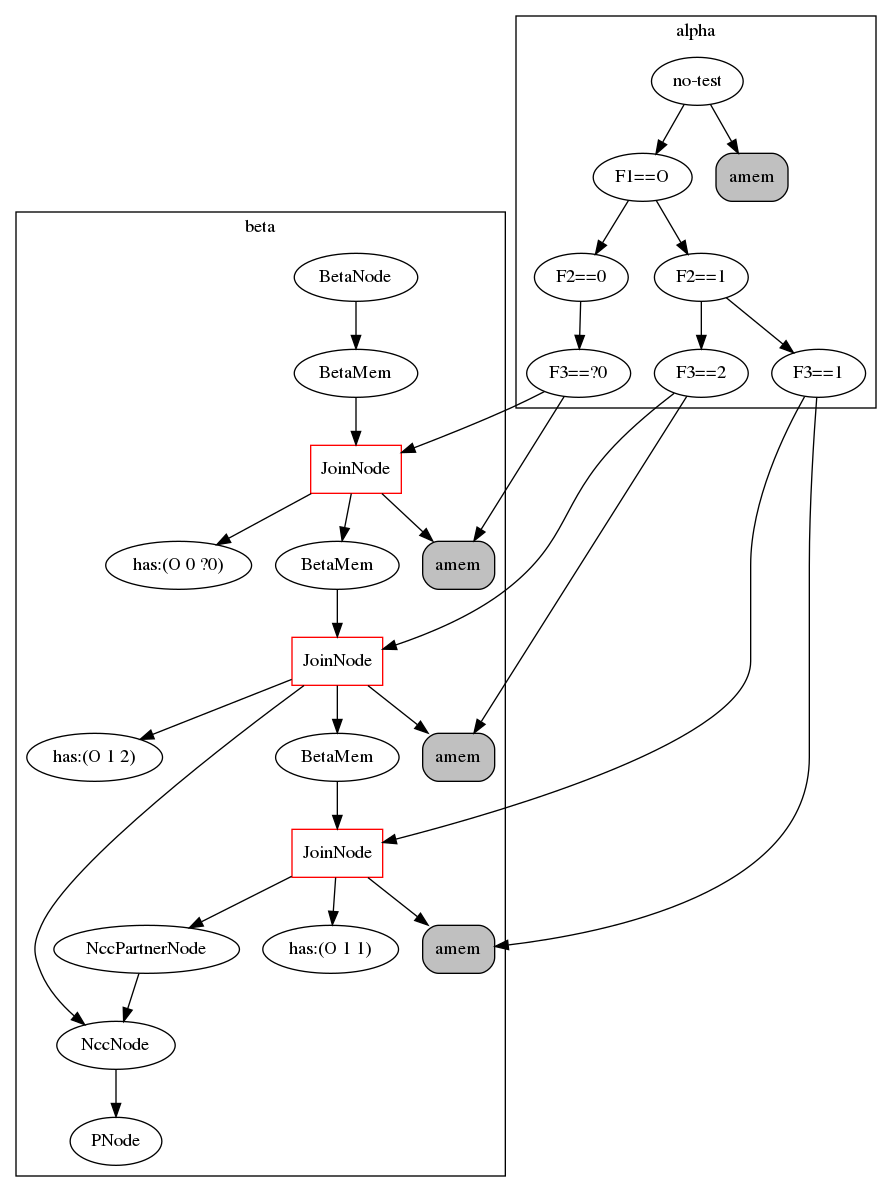 alpha
no-test
F1==O
amem
beta
F2==0
F2==1
BetaNode
BetaMem
F3==?0
F3==2
F3==1
JoinNode
has:(O 0 ?0)
BetaMem
amem
JoinNode
has:(O 1 2)
BetaMem
amem
JoinNode
NccPartnerNode
has:(O 1 1)
amem
NccNode
PNode